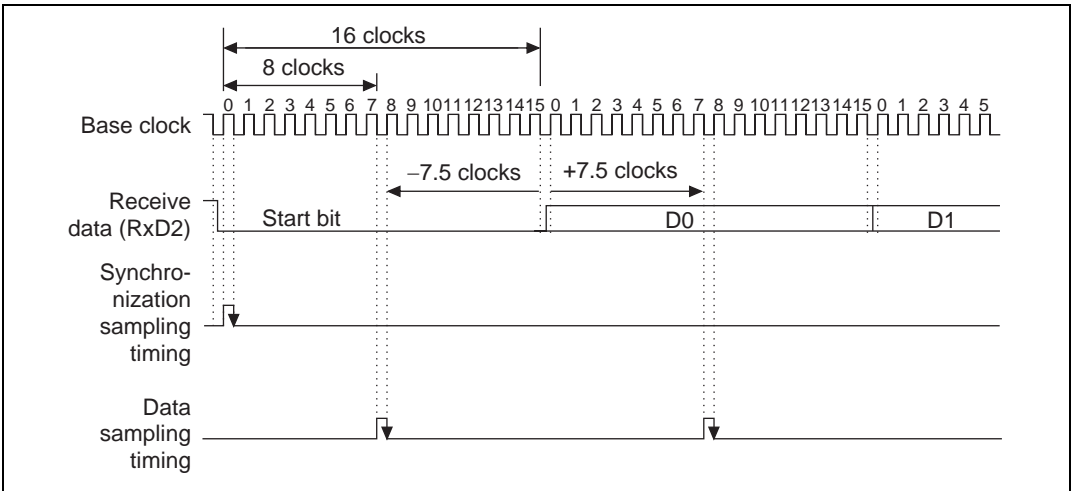 16 clocks
8 clocks
0 1 2 3 4 5 6 7 8 9 10 11 12 13 14 15 0 1 2 3 4 5 6 7 8 9 10 11 12 13 14 15 0 1 2 3 4 5
Base clock
−7.5 clocks +7.5 clocks
Receive
data (RxD2)
Start bit D0 D1
Synchro-
nization
sampling
timing
Data
sampling
timing